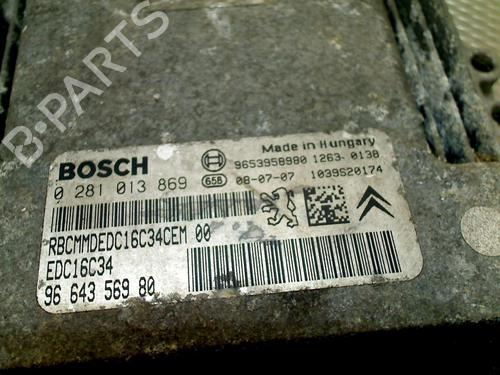 B-PARTS
BOSCH
Made in Hungary
9653958980 1263- 0138
0 281 013 869 658 08-07-07 1039S20174
RBCMMDEDC16C34CEM 00
EDC16C34
96 643 569 80